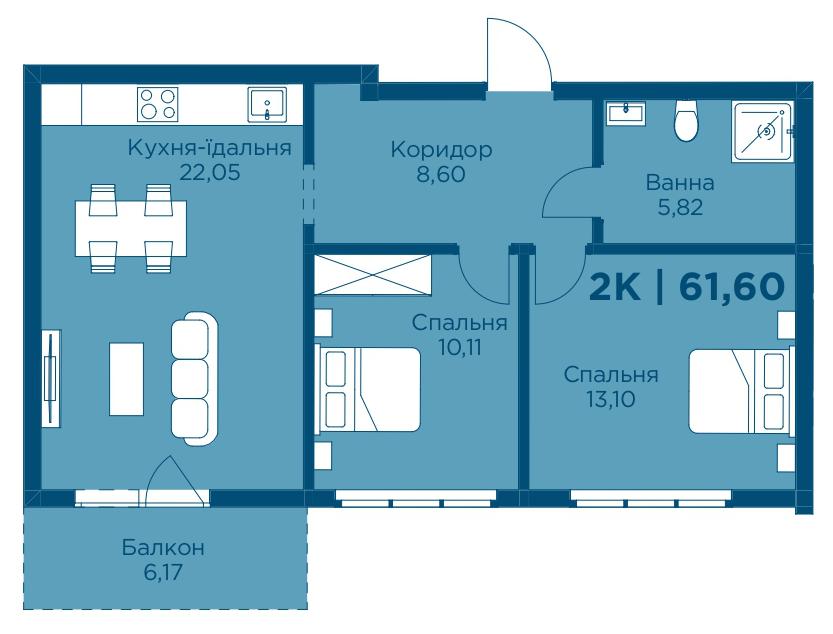 Кухня-їдальня
22,05
Коридор
8,60
Ванна
5,82
2К | 61,60
Спальня
10,11
Спальня
13,10
Балкон
6,17